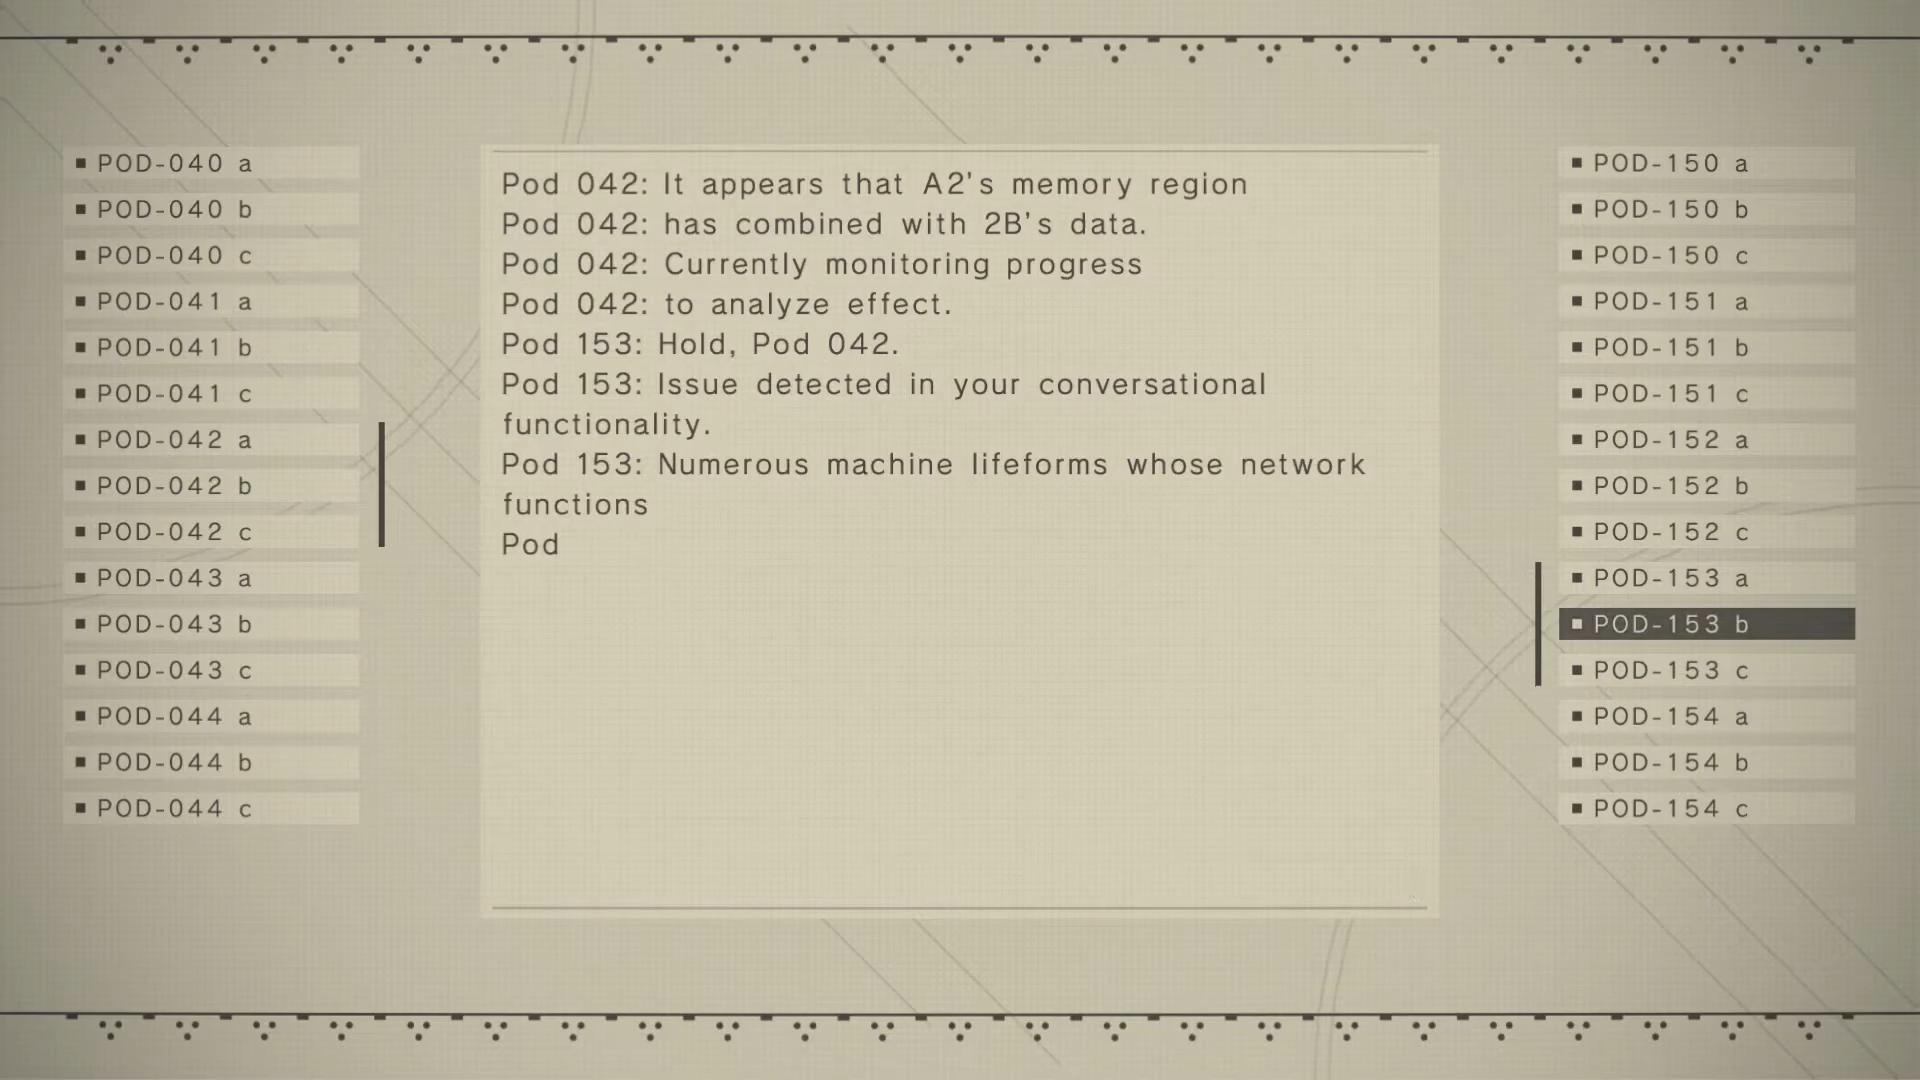 POD-040 a
POD-040 b
POD-040 c
POD-041 a
POD-041 b
POD-041 c
POD-042 a
POD-042 b
POD-042 c
POD-043 a
POD-043 b
POD-043 c
POD-044 a
POD-044 b
POD-044 c
Pod 042: It appears that A2's memory region
Pod 042: has combined with 2B's data.
Pod 042: Currently monitoring progress
Pod 042: to analyze effect.
Pod 153: Hold, Pod 042.
Pod 153: Issue detected in your conversational
functionality.
Pod 153: Numerous machine lifeforms whose network
functions
Pod
POD-150 a
POD-150 b
POD-150 c
POD-151 a
POD-151 b
POD-151 c
POD-152 a
POD-152 b
POD-152 c
POD-153 a
POD-153 b
POD-153 c
POD-154 a
POD-154 b
POD-154 c